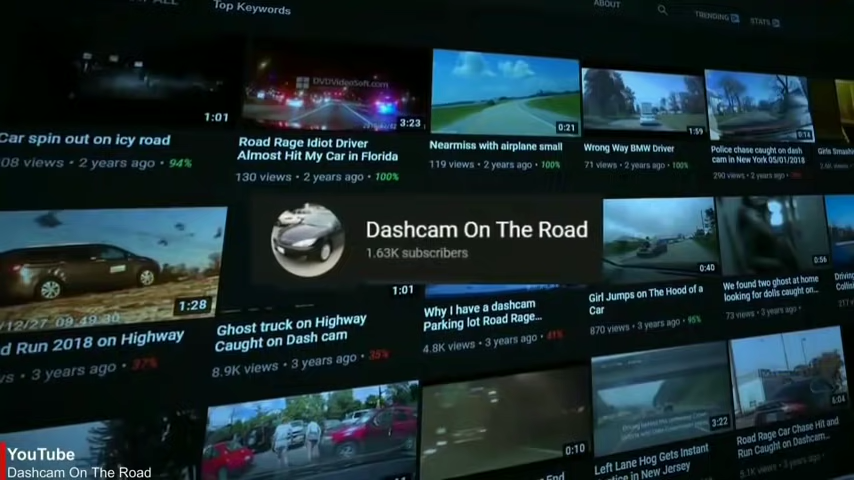 Top Keywords
ABOUT
TRENDING
STATS
DVDVideoSoft.com
1:01
3:23
0:21
1:59
0:14
Car spin out on icy road
08 views • 2 years ago • 94%
Road Rage Idiot Driver
Almost Hit My Car in Florida
130 views • 2 years ago • 100%
Nearmiss with airplane small
119 views • 2 years ago • 100%
Wrong Way BMW Driver
71 views • 2 years ago • 100%
Police chase caught on dash
cam in New York 05/01/2018
290 views • 2 years ago
Dashcam On The Road
1.63K subscribers
1:28
1:01
0:40
0:56
d Run 2018 on Highway
3 years ago • 37%
Ghost truck on Highway
Caught on Dash cam
8.9K views • 3 years ago • 35%
Why I have a dashcam
Parking lot Road Rage...
4.8K views • 3 years ago • 41%
Girl Jumps on The Hood of a
Car
870 views • 3 years ago • 95%
We found two ghost at home
looking for dolls caught on...
73 views • 3 years ago
0:10
3:22
6:04
End
Left Lane Hog Gets Instant
tice in New Jersey
Road Rage Car Chase Hit and
Run Caught on Dashcam...
3 years ago
YouTube
Dashcam On The Road